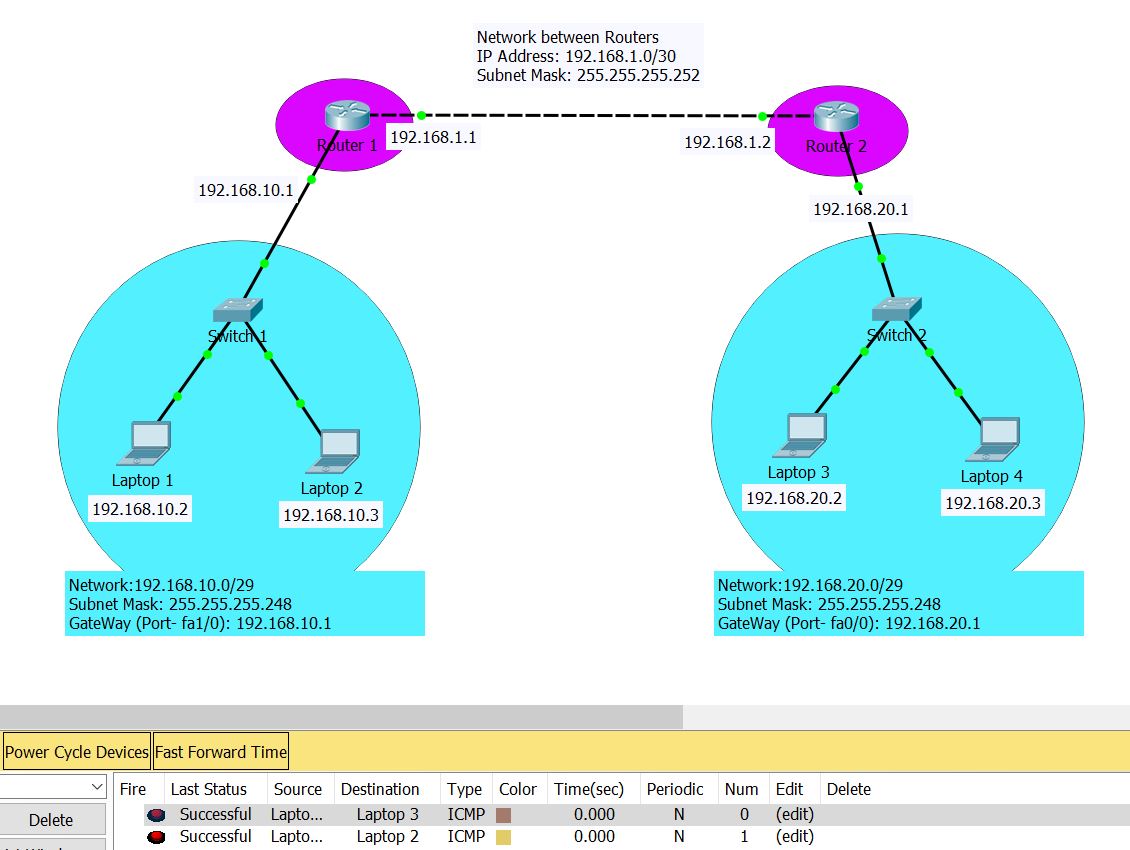 Network between Routers
IP Address: 192.168.1.0/30
Subnet Mask: 255.255.255.252
Router 1
192.168.1.1
192.168.1.2
Router 2
192.168.10.1
192.168.20.1
Switch 1
Switch 2
Laptop 1
192.168.10.2
Laptop 2
192.168.10.3
Laptop 3
192.168.20.2
Laptop 4
192.168.20.3
Network:192.168.10.0/29
Subnet Mask: 255.255.255.248
GateWay (Port- fa1/0): 192.168.10.1
Network:192.168.20.0/29
Subnet Mask: 255.255.255.248
GateWay (Port- fa0/0): 192.168.20.1
Power Cycle Devices Fast Forward Time
Fire Last Status Source Destination Type Color Time(sec) Periodic Num Edit Delete
Successful Lapto... Laptop 3 ICMP 0.000 N 0 (edit)
Delete
Successful Lapto... Laptop 2 ICMP 0.000 N 1 (edit)